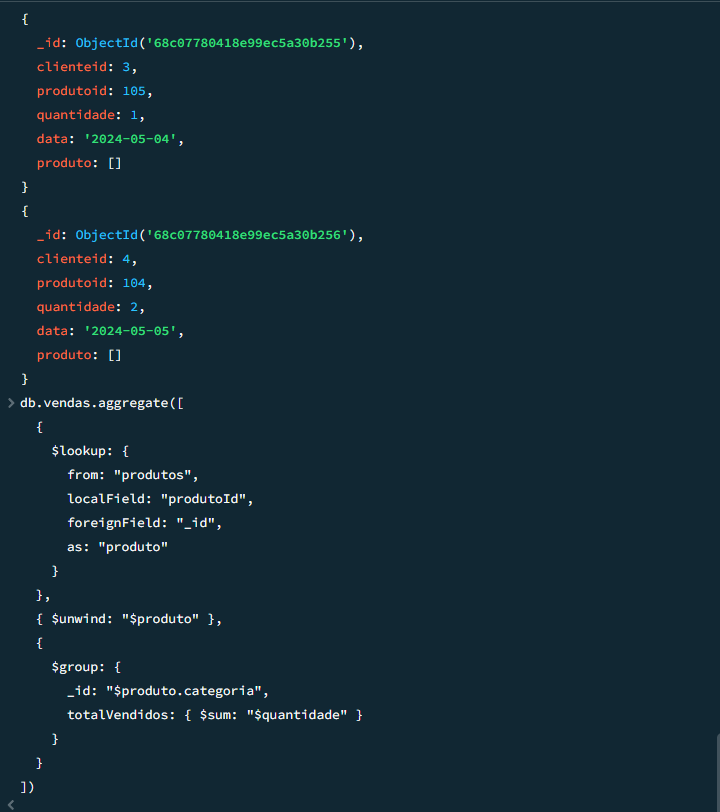 {
_id: ObjectId('68c07780418e99ec5a30b255'),
clienteid: 3,
produtoid: 105,
quantidade: 1,
data: '2024-05-04',
produto: []
}
{
_id: ObjectId('68c07780418e99ec5a30b256'),
clienteid: 4,
produtoid: 104,
quantidade: 2,
data: '2024-05-05',
produto: []
}
> db.vendas.aggregate([
{
$lookup: {
from: "produtos",
localField: "produtoId",
foreignField: "_id",
as: "produto"
}
},
{ $unwind: "$produto" },
{
$group: {
_id: "$produto.categoria",
totalVendidos: { $sum: "$quantidade" }
}
}
])
<